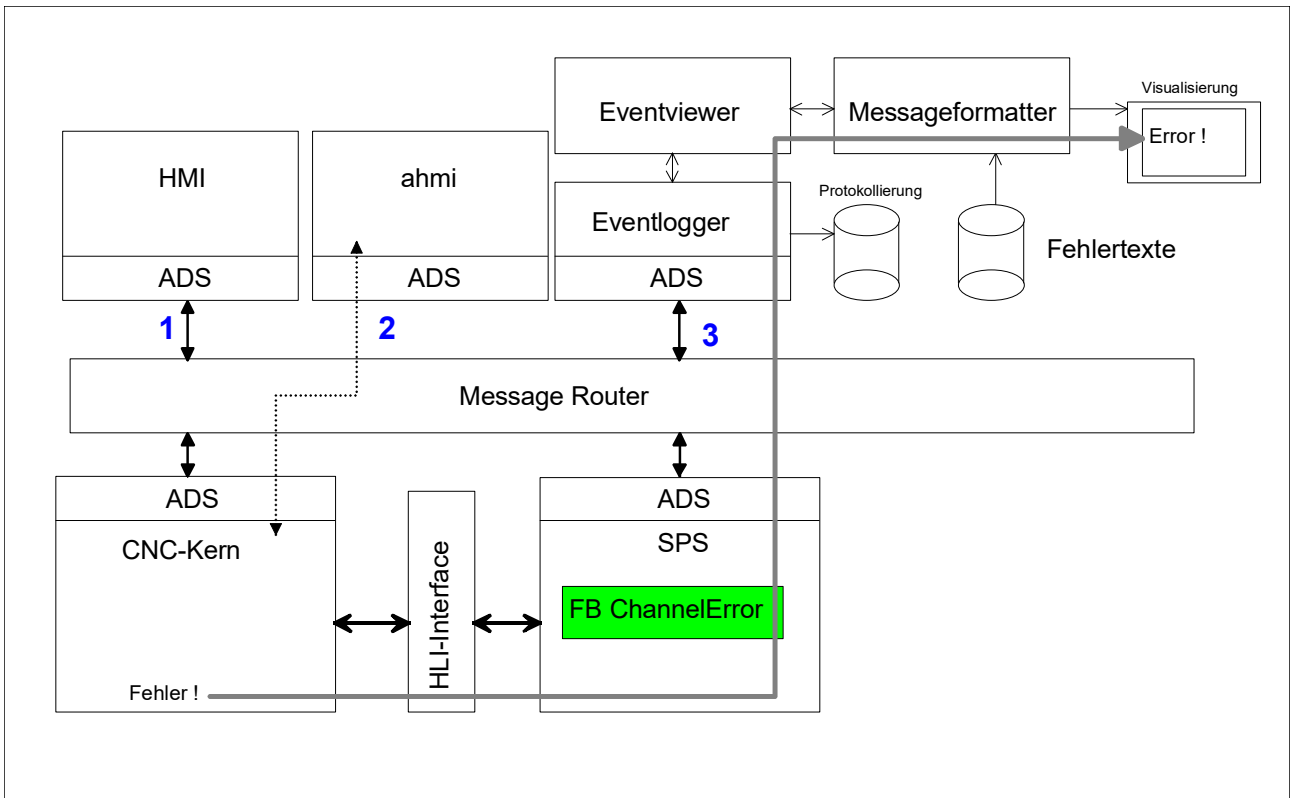 Visualisierung
Eventviewer
Messageformatter
Error !
HMI
ahmi
Protokollierung
Eventlogger
Fehlertexte
ADS
ADS
ADS
1
2
3
Message Router
ADS
ADS
CNC-Kern
SPS
HLI-Interface
FB ChannelError
Fehler !